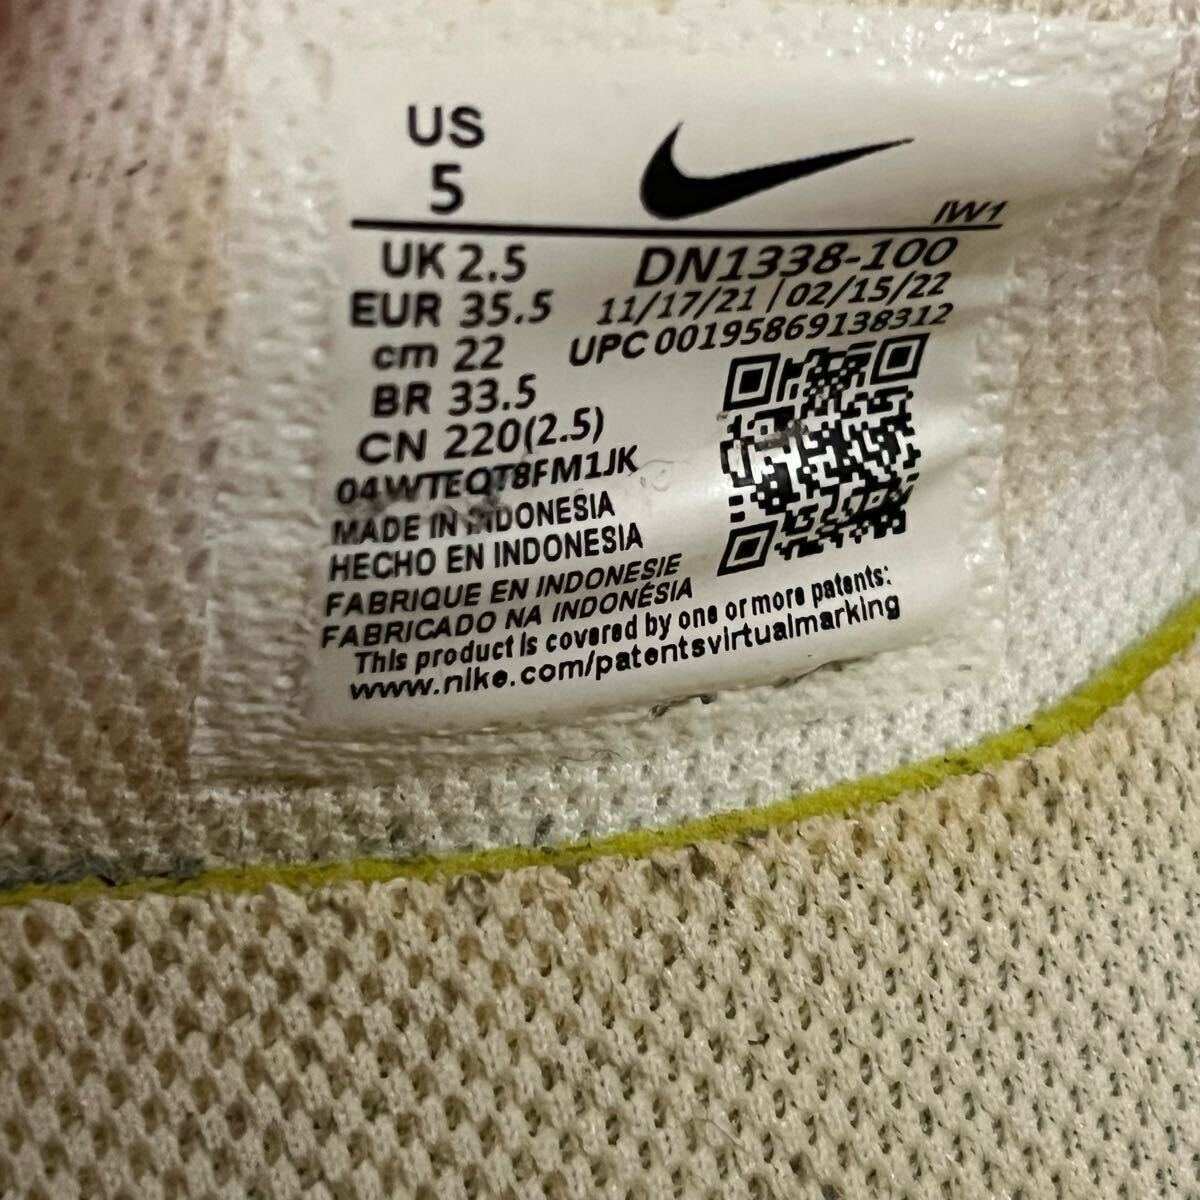 US
5
IW1
UK 2.5
EUR 35.5
cm 22
BR 33.5
CN 220(2.5)
DN1338-100
11/17/21 / 02/15/22
UPC 00195869138312
04WTEQT8FM1JK
MADE IN INDONESIA
HECHO EN INDONESIA
FABRIQUE EN INDONESIE
FABRICADO NA INDONÉSIA
This product is covered by one or more patents:
www.nike.com/patentsvirtualmarking